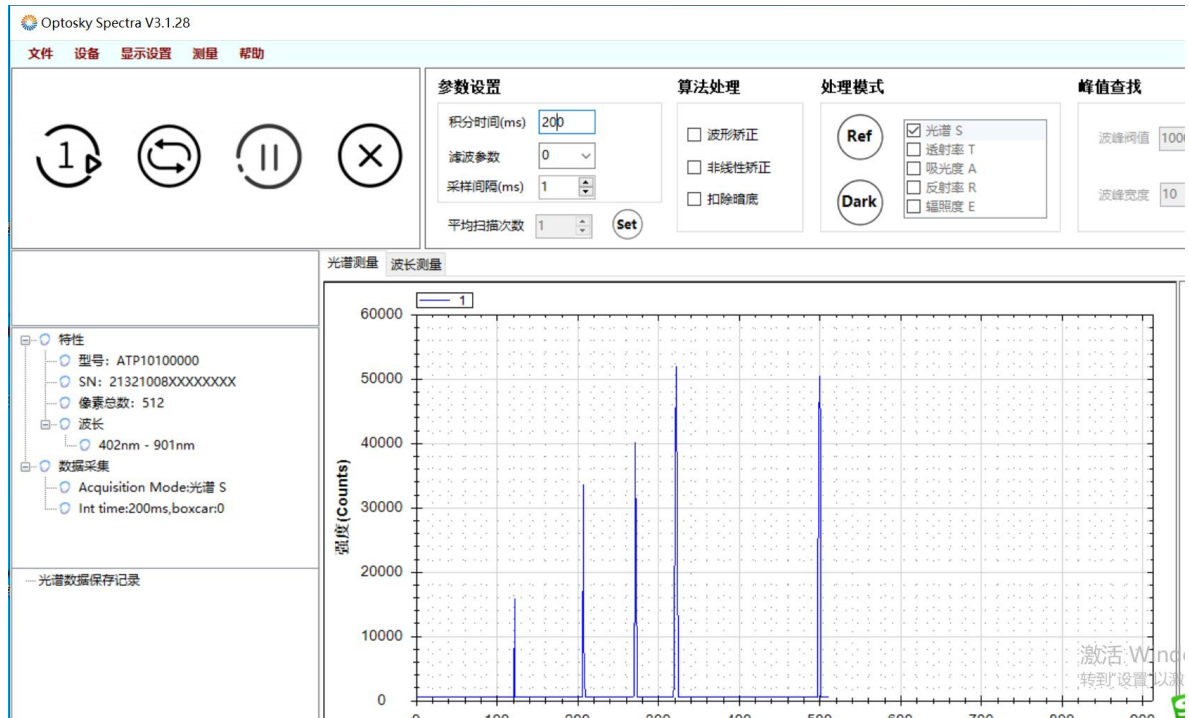 Optosky Spectra V3.1.28
文件 设备 显示设置 测量 帮助
参数设置 算法处理 处理模式 峰值查找
积分时间(ms) 200
滤波参数 0
采样间隔(ms) 1
平均扫描次数 1 Set
波形矫正
非线性矫正
扣除暗底
Ref
Dark
光谱 S
透射率 T
吸光度 A
反射率 R
辐照度 E
波峰阀值
波峰宽度 10
1
光谱测量 波长测量
特性
型号: ATP10100000
SN: 21321008XXXXXXXX
像素总数: 512
波长
402nm - 901nm
数据采集
Acquisition Mode:光谱 S
Int time:200ms,boxcar:0
光谱数据保存记录
1
60000
50000
40000
30000
20000
10000
0
强度(Counts)
0 100 200 300 400 500 600 700 800 900
激活
转到"设置"以激